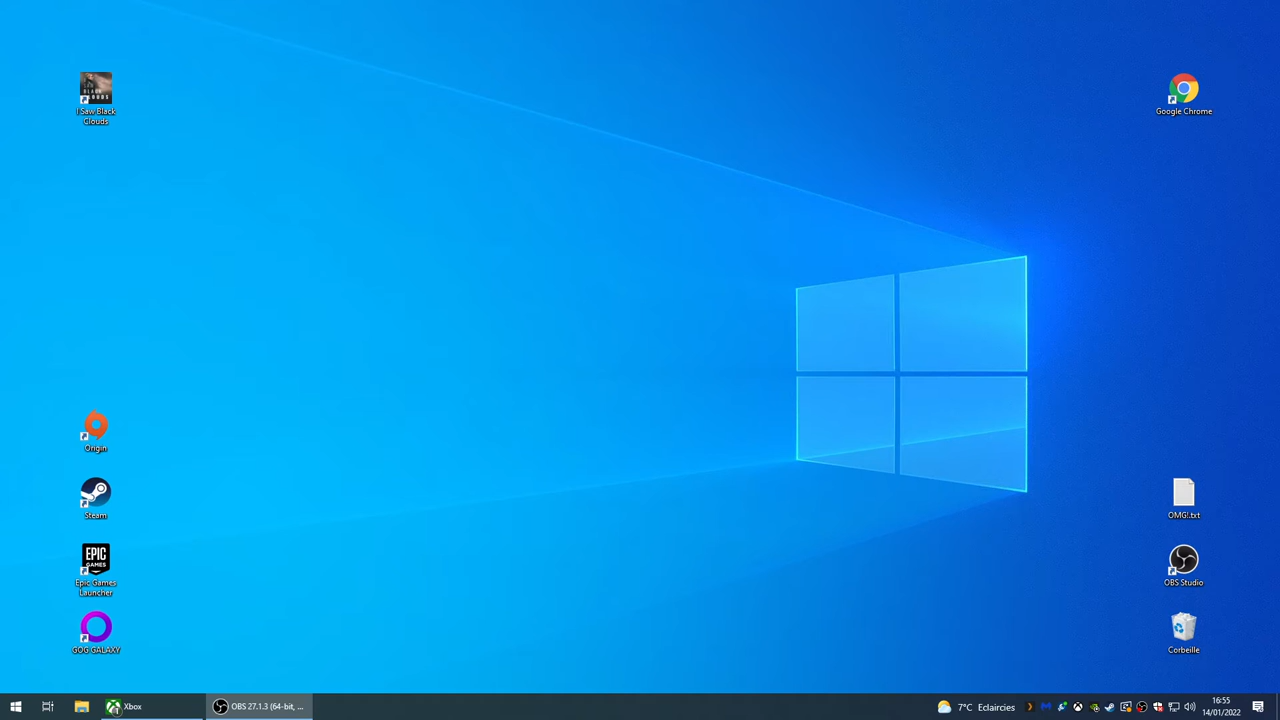 I Saw Black
Clouds
Google Chrome
Origin
Steam
EPIC
GAMES
Epic Games
Launcher
GOG GALAXY
OMG!.txt
OBS Studio
Corbeille
Xbox
OBS 27.1.3 (64-bit, ...
7°C Eclaircies
16:55
14/01/2022